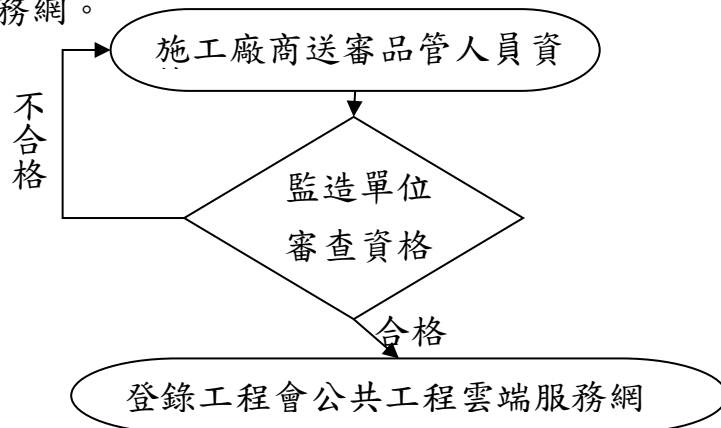 務網。
施工廠商送審品管人員資
不合格
監造單位
審查資格
合格
登錄工程會公共工程雲端服務網